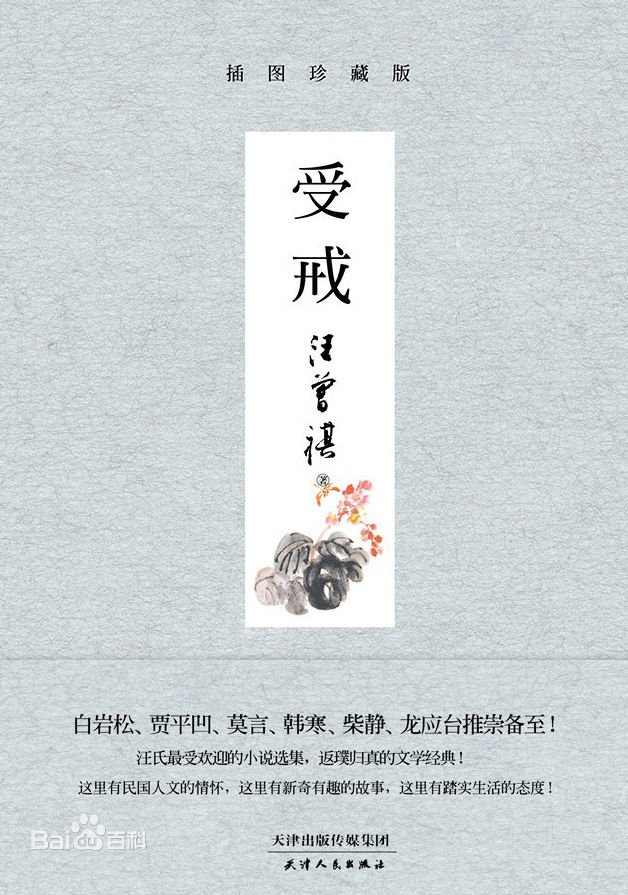 插图珍藏版
受戒
汪曾祺
著
白岩松、贾平凹、莫言、韩寒、柴静、龙应台推崇备至！
汪氏最受欢迎的小说选集，返璞归真的文学经典！
这里有民国人文的情怀，这里有新奇有趣的故事，这里有踏实生活的态度！
Bai百科
天津出版传媒集团
天津人民出版社